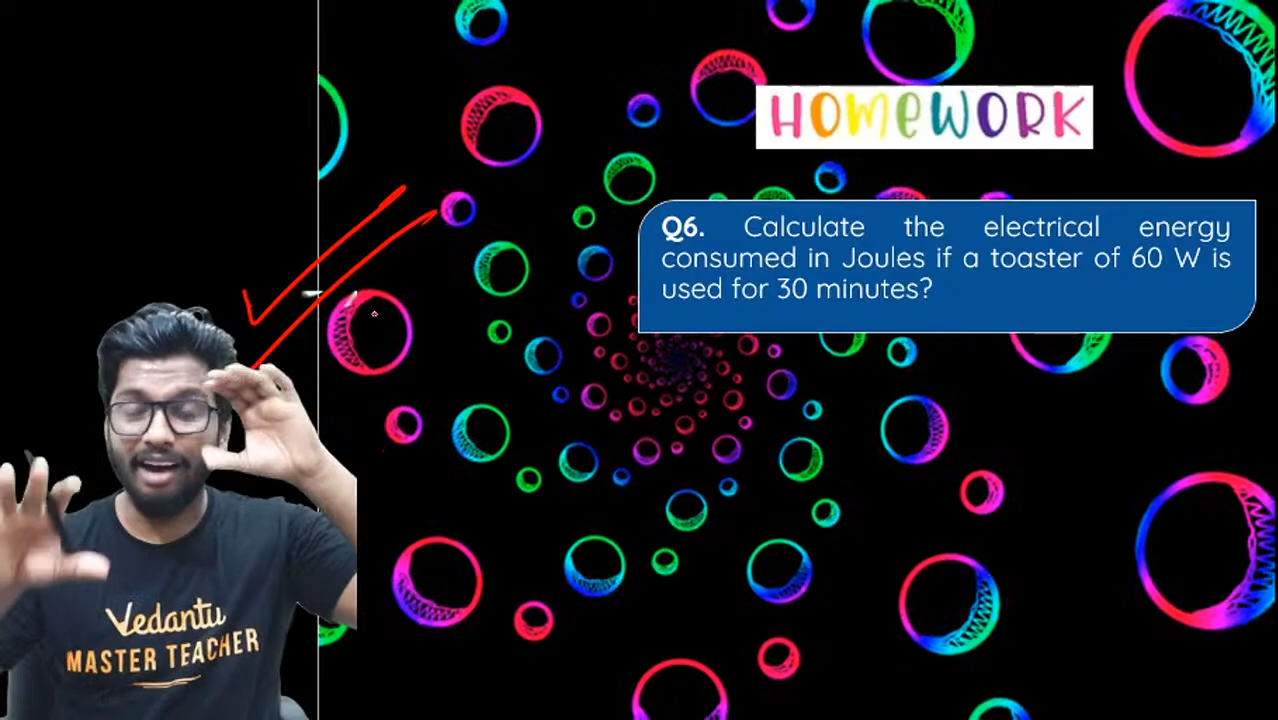 HOMEWORK
Q6. Calculate the electrical energy
consumed in Joules if a toaster of 60 W is
used for 30 minutes?
Vedantu
MASTER TEACHER